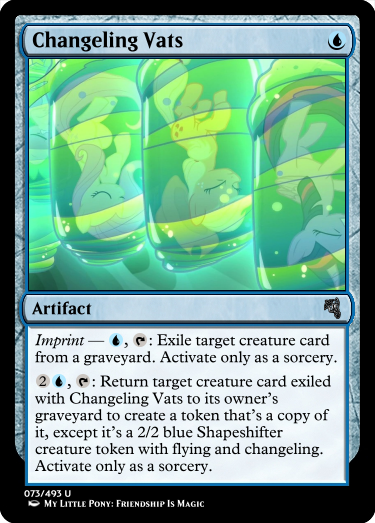 Changeling Vats
Artifact
Imprint — , : Exile target creature card
from a graveyard. Activate only as a sorcery.
2 , : Return target creature card exiled
with Changeling Vats to its owner's
graveyard to create a token that's a copy of
it, except it's a 2/2 blue Shapeshifter
creature token with flying and changeling.
Activate only as a sorcery.
073/493 U
My Little Pony: Friendship Is Magic